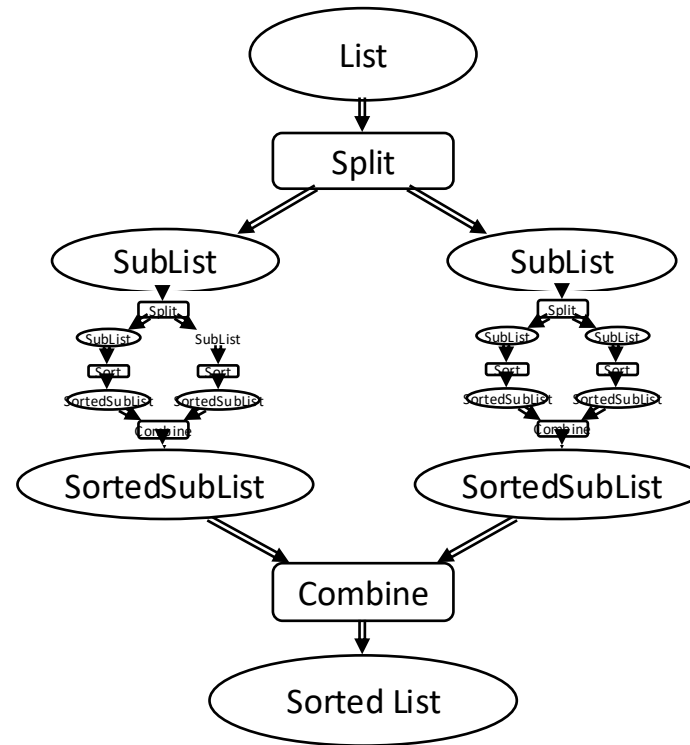 List
Split
SubList
SubList
Split
Split
SubList
SubList
SubList
SubList
Sort
Sort
Sort
Sort
SortedSubList
SortedSubList
SortedSubList
SortedSubList
Combine
Combine
SortedSubList
SortedSubList
Combine
Sorted List